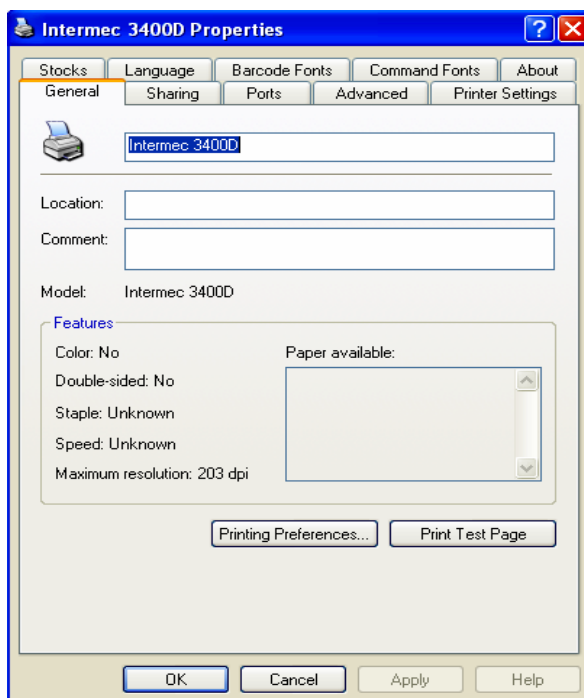 Intermec 3400D Properties
Stocks Language Barcode Fonts Command Fonts About
General Sharing Ports Advanced Printer Settings
Intermec 3400D
Location:
Comment:
Model: Intermec 3400D
Features
Color: No Paper available:
Double-sided: No
Staple: Unknown
Speed: Unknown
Maximum resolution: 203 dpi
Printing Preferences... Print Test Page
OK Cancel Apply Help